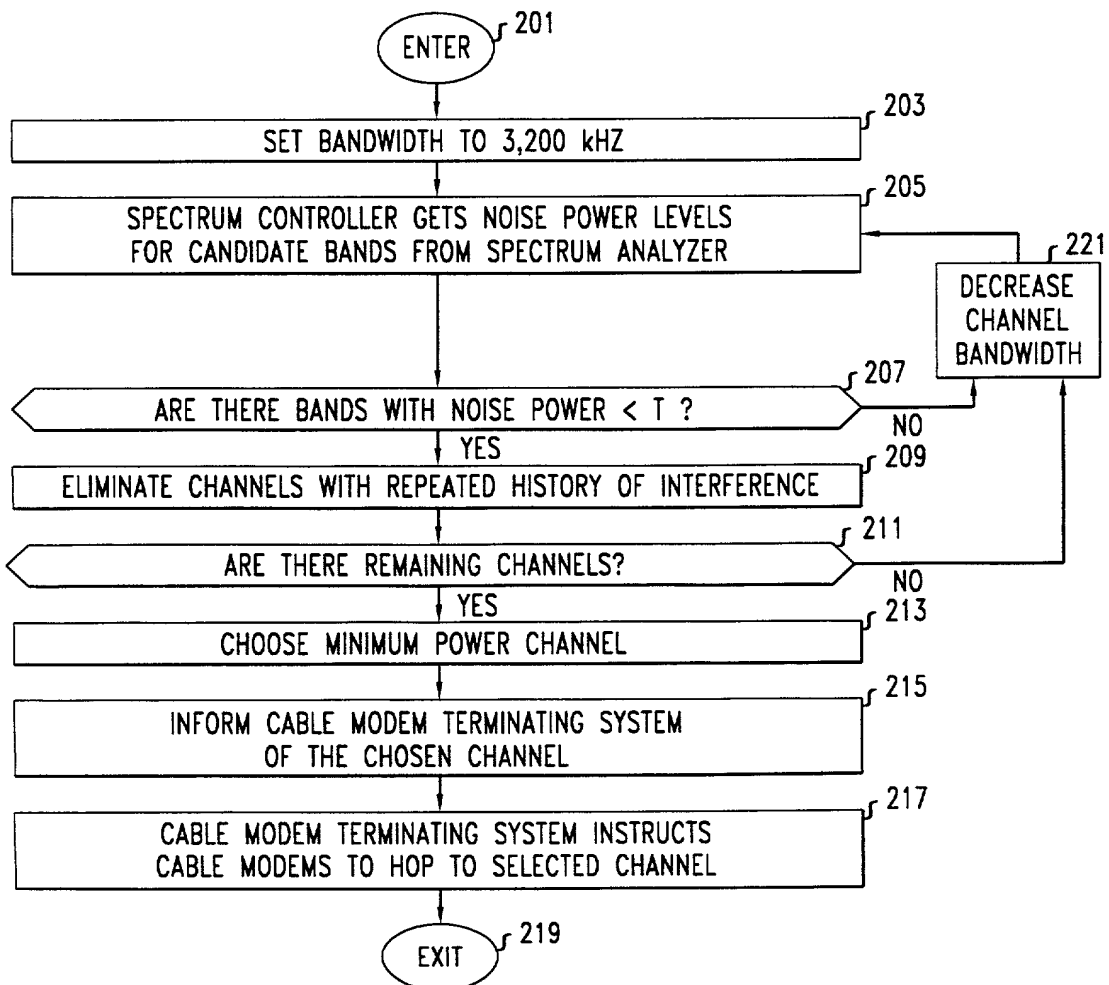 ENTER
201
203
SET BANDWIDTH TO 3,200 kHZ
205
SPECTRUM CONTROLLER GETS NOISE POWER LEVELS
FOR CANDIDATE BANDS FROM SPECTRUM ANALYZER
221
DECREASE
CHANNEL
BANDWIDTH
207
ARE THERE BANDS WITH NOISE POWER < T ?
NO
YES
209
ELIMINATE CHANNELS WITH REPEATED HISTORY OF INTERFERENCE
211
ARE THERE REMAINING CHANNELS?
NO
YES
213
CHOOSE MINIMUM POWER CHANNEL
215
INFORM CABLE MODEM TERMINATING SYSTEM
OF THE CHOSEN CHANNEL
217
CABLE MODEM TERMINATING SYSTEM INSTRUCTS
CABLE MODEMS TO HOP TO SELECTED CHANNEL
219
EXIT